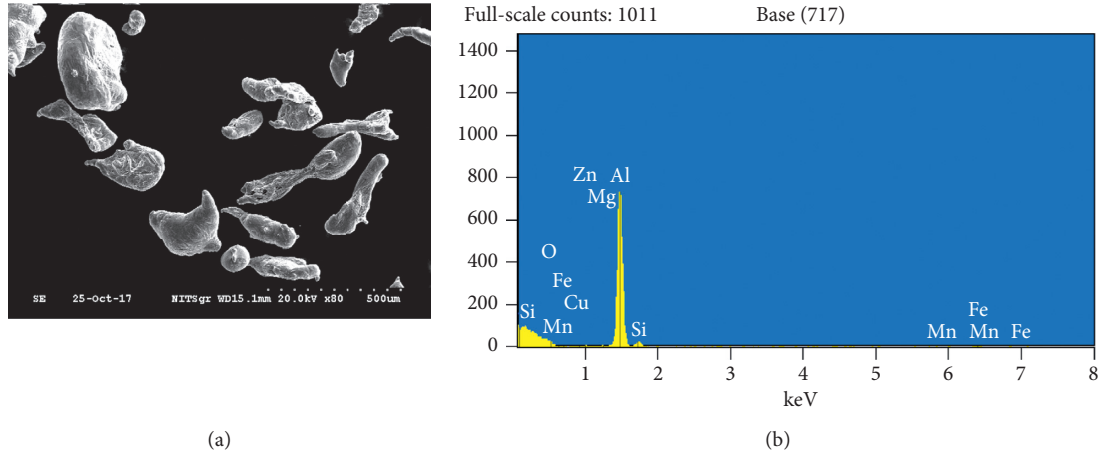 SE 25-Oct-17 NITSgr WD15.1mm 20.0kV x80 500um
(a)
Full-scale counts: 1011 Base (717)
1400
1200
1000
800
600
400
200
0
Zn Al
Mg
O
Fe
Cu
Si
Mn
Si
Fe
Mn Mn Fe
1 2 3 4 5 6 7 8
keV
(b)